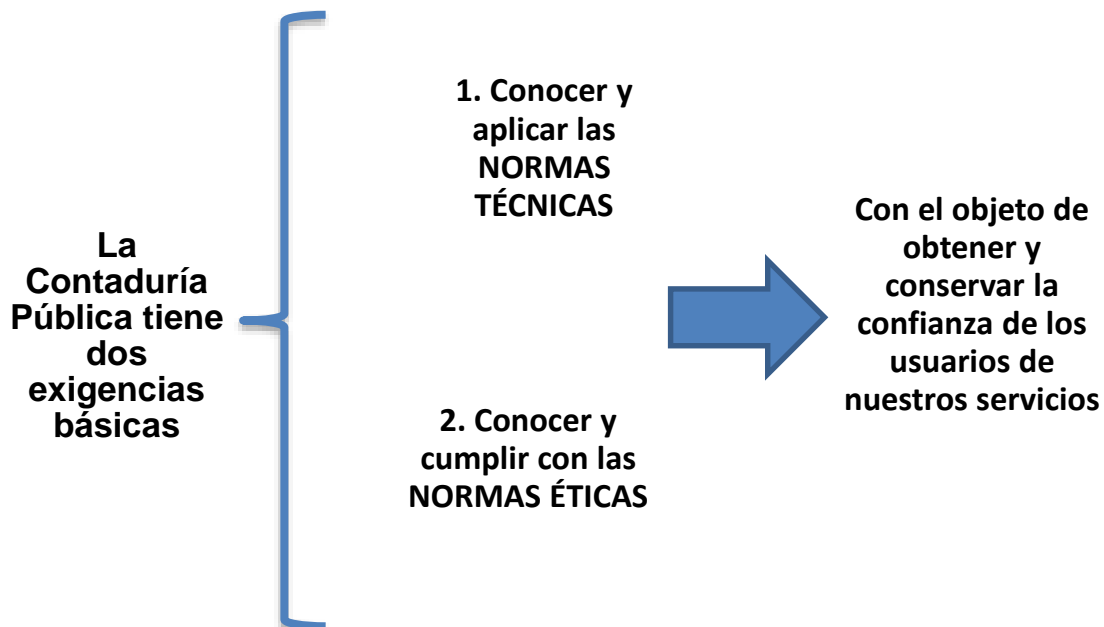 La
Contaduría
Pública tiene
dos
exigencias
básicas
1. Conocer y
aplicar las
NORMAS
TÉCNICAS
2. Conocer y
cumplir con las
NORMAS ÉTICAS
Con el objeto de
obtener y
conservar la
confianza de los
usuarios de
nuestros servicios